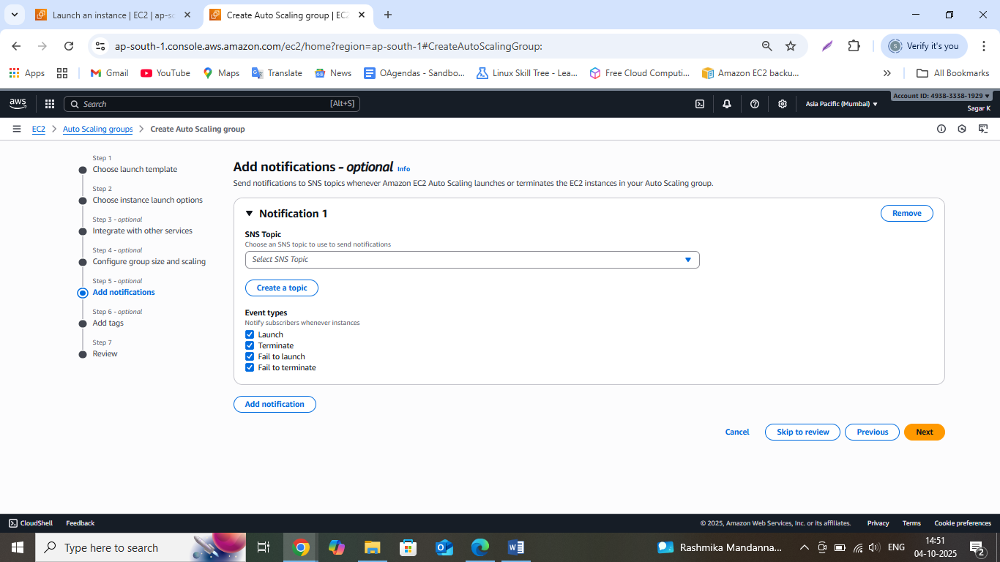 Launch an instance | EC2 | ap-so
Create Auto Scaling group | EC2
ap-south-1.console.aws.amazon.com/ec2/home?region=ap-south-1#CreateAutoScalingGroup:
S
Verify it's you
Apps
Gmail
YouTube
Maps
Translate
News
OAgendas - Sandbo...
Linux Skill Tree - Lea...
Free Cloud Computi...
Amazon EC2 backu...
»
All Bookmarks
aws
Search
[Alt+S]
Asia Pacific (Mumbai)
Account ID: 4938-3338-1929
Sagar K
EC2
Auto Scaling groups
Create Auto Scaling group
Step 1
Choose launch template
Step 2
Choose instance launch options
Step 3 - optional
Integrate with other services
Step 4 - optional
Configure group size and scaling
Step 5 - optional
Add notifications
Step 6 - optional
Add tags
Step 7
Review
Add notifications - optional Info
Send notifications to SNS topics whenever Amazon EC2 Auto Scaling launches or terminates the EC2 instances in your Auto Scaling group.
Notification 1
Remove
SNS Topic
Choose an SNS topic to use to send notifications
Select SNS Topic
Create a topic
Event types
Notify subscribers whenever instances
Launch
Terminate
Fail to launch
Fail to terminate
Add notification
Cancel
Skip to review
Previous
Next
CloudShell
Feedback
© 2025, Amazon Web Services, Inc. or its affiliates.
Privacy
Terms
Cookie preferences
Type here to search
Rashmika Mandanna...
ENG
14:51
04-10-2025
2